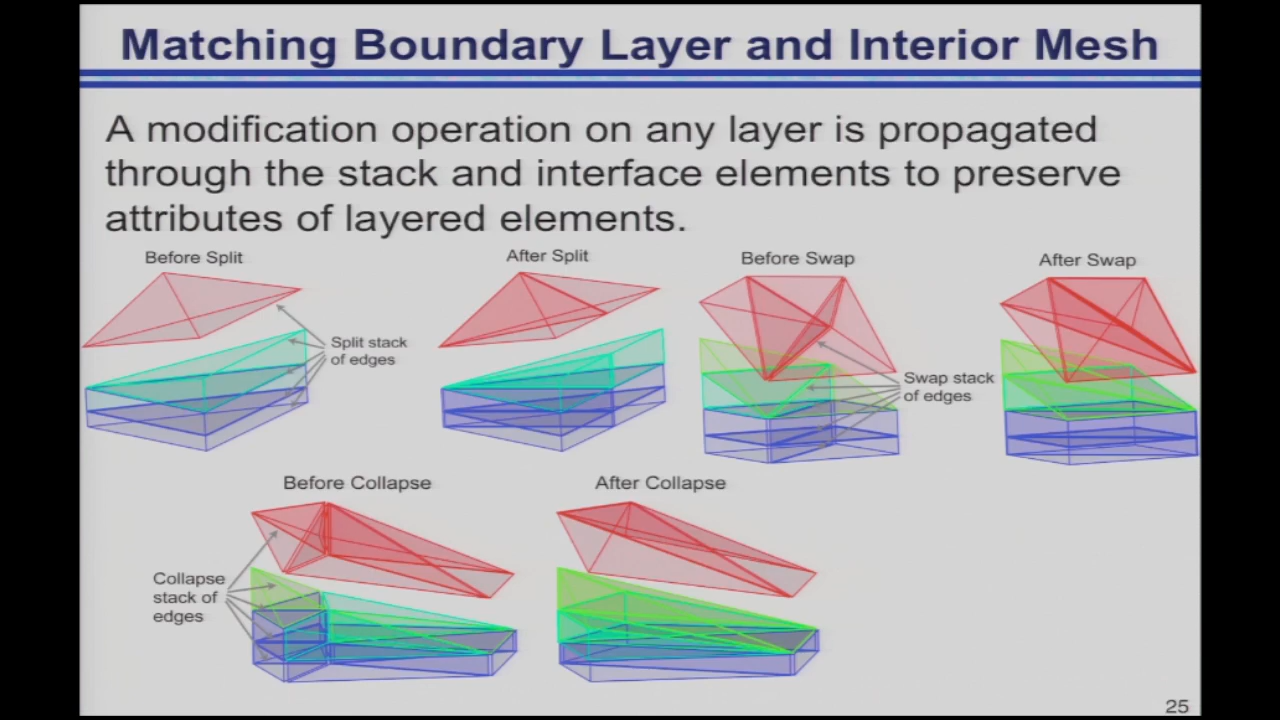 Matching Boundary Layer and Interior Mesh
A modification operation on any layer is propagated
through the stack and interface elements to preserve
attributes of layered elements.
Before Split
After Split
Before Swap
After Swap
Split stack
of edges
Swap stack
of edges
Before Collapse
After Collapse
Collapse
stack of
edges
25